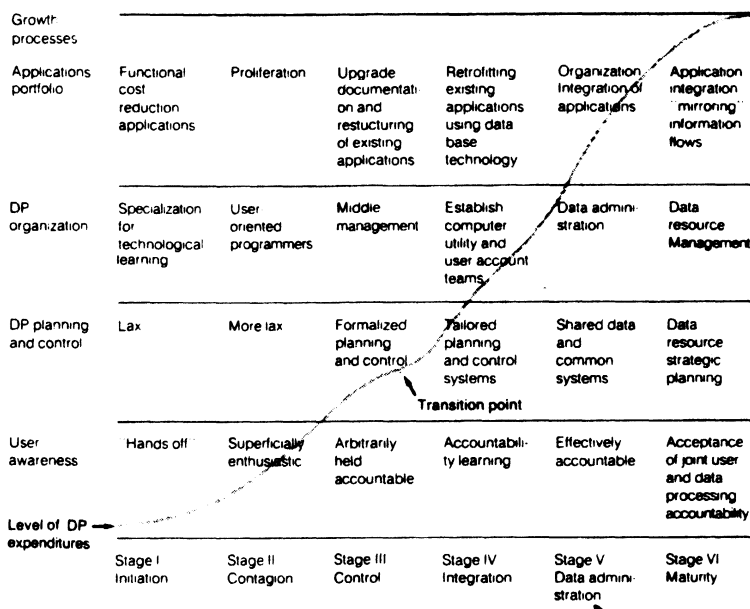 Growth
processes
Applications
portfolio
Functional
cost
reduction
applications
Proliferation
Upgrade
documentati-
on and
restucturing
of existing
applications
Retrofitting
existing
applications
using data
base
technology
Organization
Integration of
applications
Application
integration
"mirroring"
information
flows
DP
organization
Specialization
for
technological
learning
User
oriented
programmers
Middle
management
Establish
computer
utility and
user account
teams
Data admini-
stration
Data
resource
Management
DP planning
and control
Lax
More lax
Formalized
planning
and control
Tailored
planning
and control
systems
Shared data
and
common
systems
Data
resource
strategic
planning
Transition point
User
awareness
"Hands off"
Superficially
enthusiastic
Arbitrarily
held
accountable
Accountabili-
ty learning
Effectively
accountable
Acceptance
of joint user
and data
processing
accountability
Level of DP
expenditures
Stage I
Initiation
Stage II
Contagion
Stage III
Control
Stage IV
Integration
Stage V
Data admini-
stration
Stage VI
Maturity